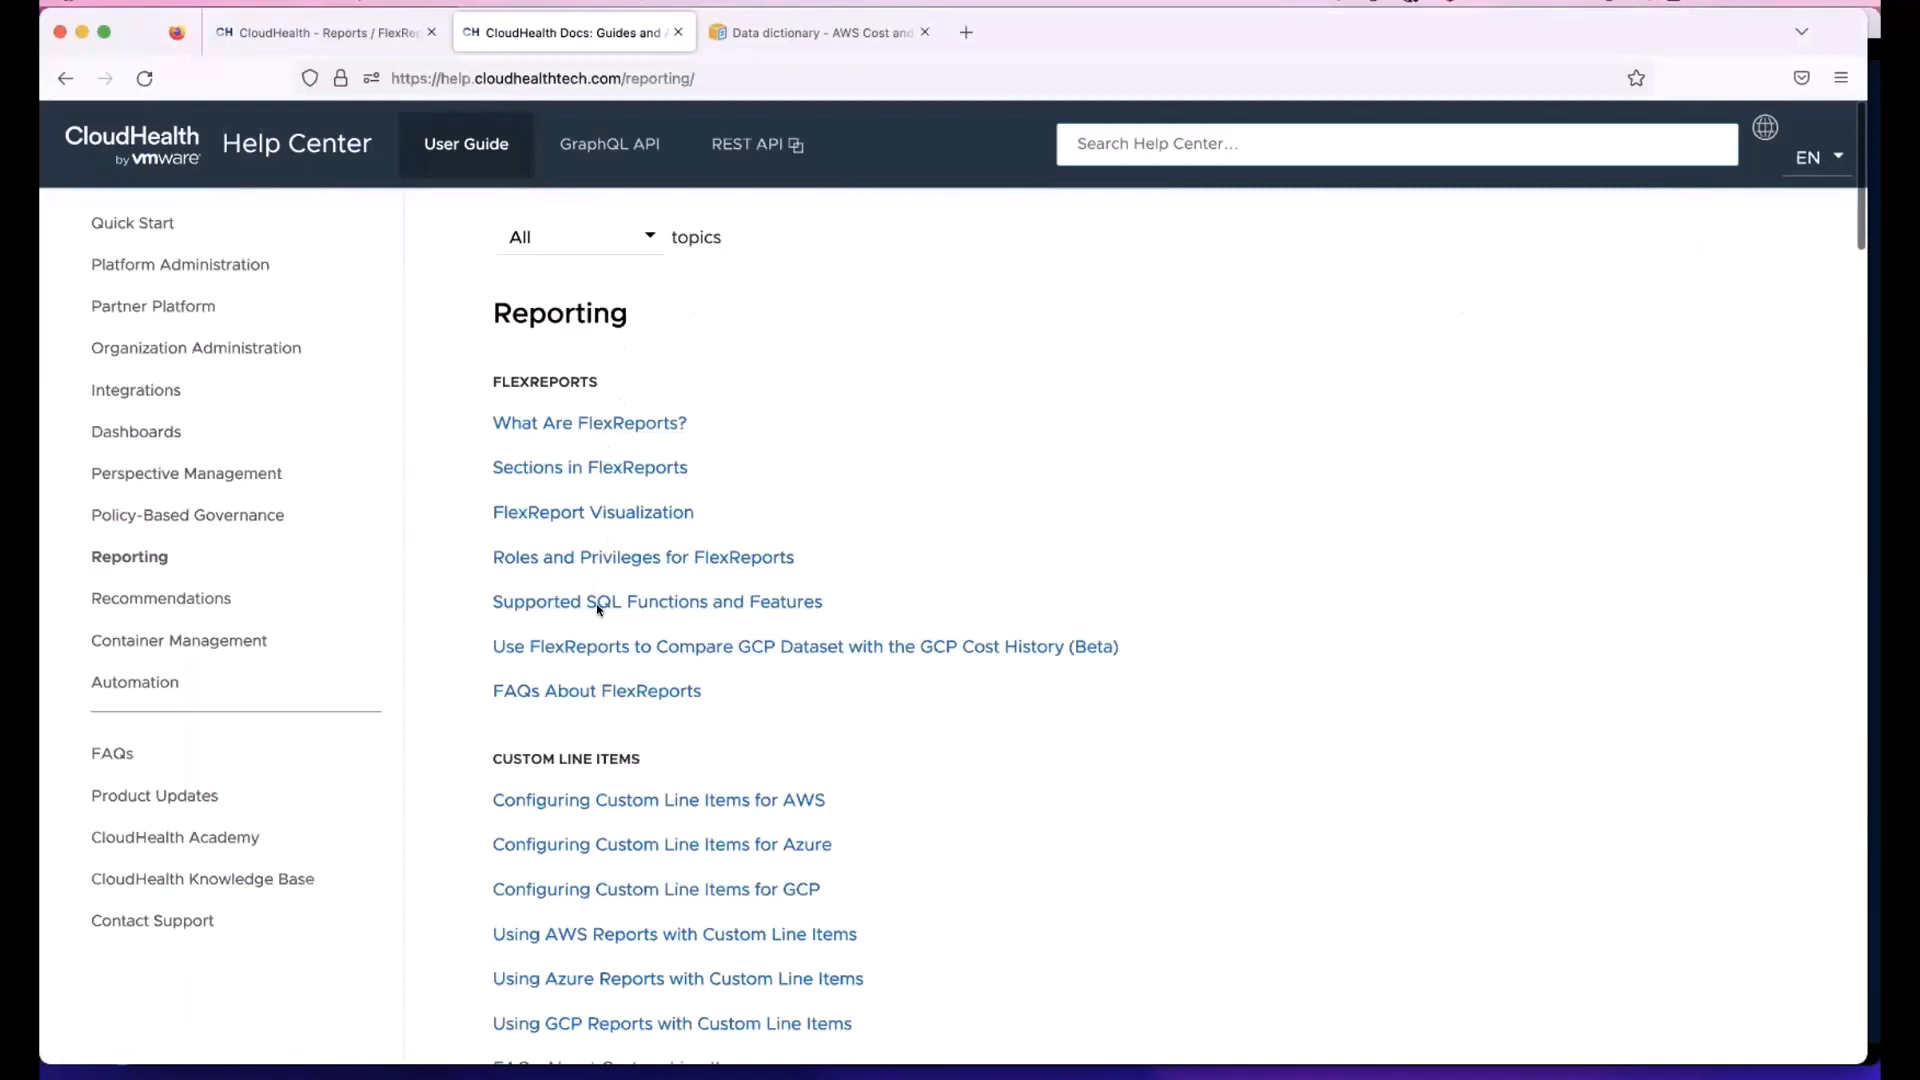 CH CloudHealth - Reports / FlexRe
CH CloudHealth Docs: Guides and
Data dictionary - AWS Cost and
https://help.cloudhealthtech.com/reporting/
CloudHealth
by vmware
Help Center
User Guide
GraphQL API
REST API
Search Help Center...
EN
Quick Start
Platform Administration
Partner Platform
Organization Administration
Integrations
Dashboards
Perspective Management
Policy-Based Governance
Reporting
Recommendations
Container Management
Automation
FAQs
Product Updates
CloudHealth Academy
CloudHealth Knowledge Base
Contact Support
All
topics
Reporting
FLEXREPORTS
What Are FlexReports?
Sections in FlexReports
FlexReport Visualization
Roles and Privileges for FlexReports
Supported SQL Functions and Features
Use FlexReports to Compare GCP Dataset with the GCP Cost History (Beta)
FAQs About FlexReports
CUSTOM LINE ITEMS
Configuring Custom Line Items for AWS
Configuring Custom Line Items for Azure
Configuring Custom Line Items for GCP
Using AWS Reports with Custom Line Items
Using Azure Reports with Custom Line Items
Using GCP Reports with Custom Line Items